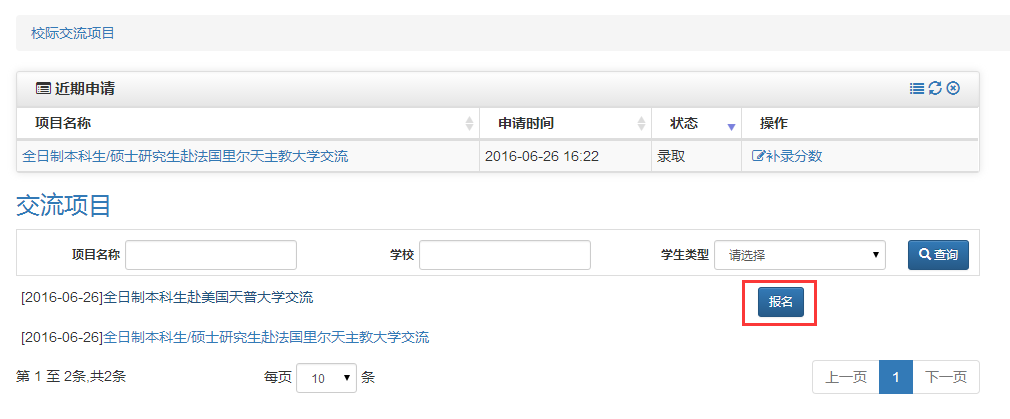 校际交流项目
近期申请
项目名称 申请时间 状态 操作
全日制本科生/硕士研究生赴法国里尔天主教大学交流 2016-06-26 16:22 录取 补录分数
交流项目
项目名称 学校 学生类型 请选择 查询
[2016-06-26]全日制本科生赴美国天普大学交流 报名
[2016-06-26]全日制本科生/硕士研究生赴法国里尔天主教大学交流
第 1 至 2条,共2条 每页 10 条 上一页 1 下一页